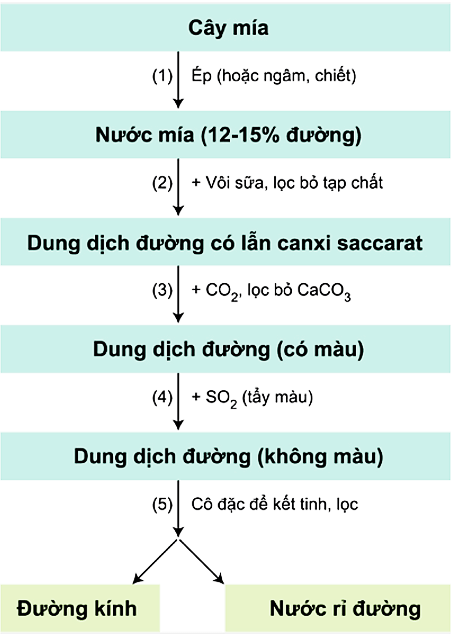 Cây mía
(1) Ép (hoặc ngâm, chiết)
Nước mía (12-15% đường)
(2) + Vôi sữa, lọc bỏ tạp chất
Dung dịch đường có lẫn canxi saccarat
(3) + CO₂, lọc bỏ CaCO₃
Dung dịch đường (có màu)
(4) + SO₂ (tẩy màu)
Dung dịch đường (không màu)
(5) Cô đặc để kết tinh, lọc
Đường kính Nước rỉ đường